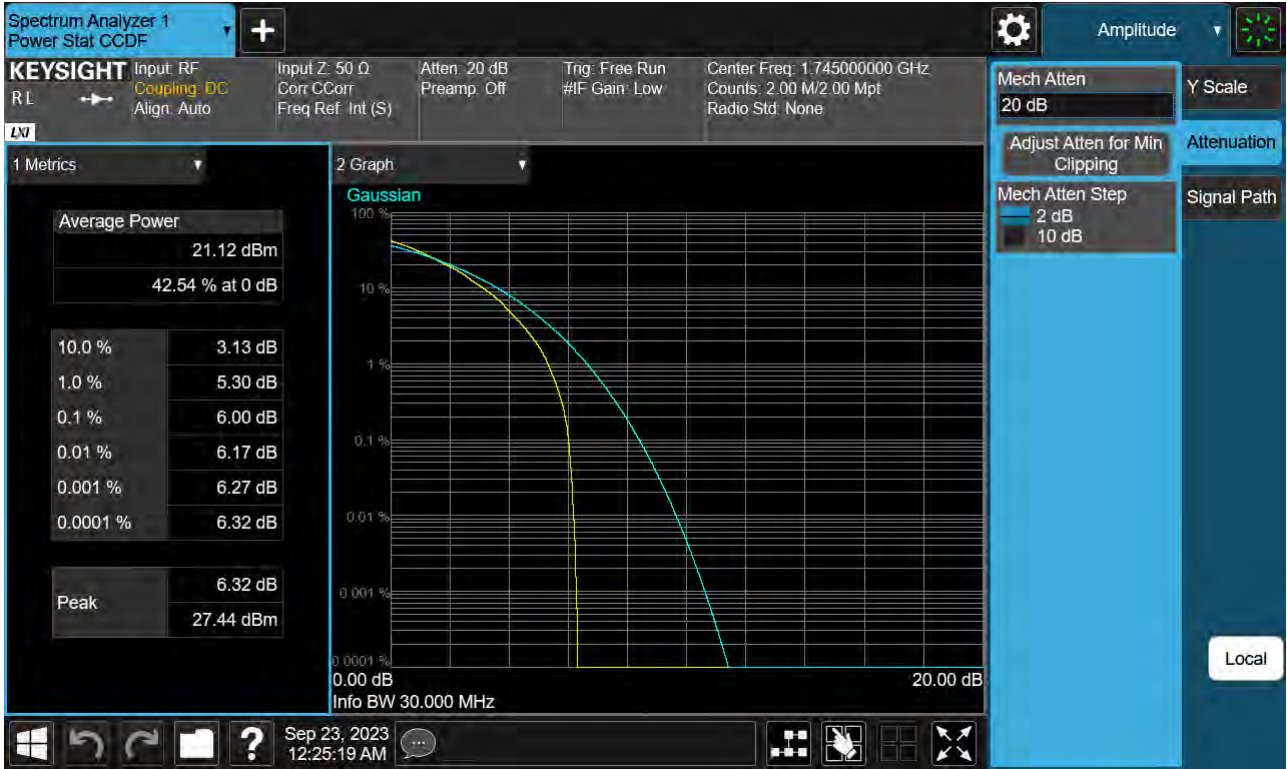 Spectrum Analyzer 1
Power Stat CCDF
+
Amplitude
KEYSIGHT
RL
LXI
Input: RF
Coupling: DC
Align: Auto
Input Z: 50 Ω
Corr CCorr
Freq Ref: Int (S)
Atten: 20 dB
Preamp: Off
Trig: Free Run
#IF Gain: Low
Center Freq: 1.745000000 GHz
Counts: 2.00 M/2.00 Mpt
Radio Std: None
Mech Atten
20 dB
Adjust Atten for Min
Clipping
Mech Atten Step
2 dB
10 dB
Y Scale
Attenuation
Signal Path
Local
1 Metrics
Average Power
21.12 dBm
42.54 % at 0 dB
10.0 % 3.13 dB
1.0 % 5.30 dB
0.1 % 6.00 dB
0.01 % 6.17 dB
0.001 % 6.27 dB
0.0001 % 6.32 dB
Peak
6.32 dB
27.44 dBm
2 Graph
Gaussian
100 %
10 %
1 %
0.1 %
0.01 %
0.001 %
0.0001 %
0.00 dB 20.00 dB
Info BW 30.000 MHz
?
Sep 23, 2023
12:25:19 AM